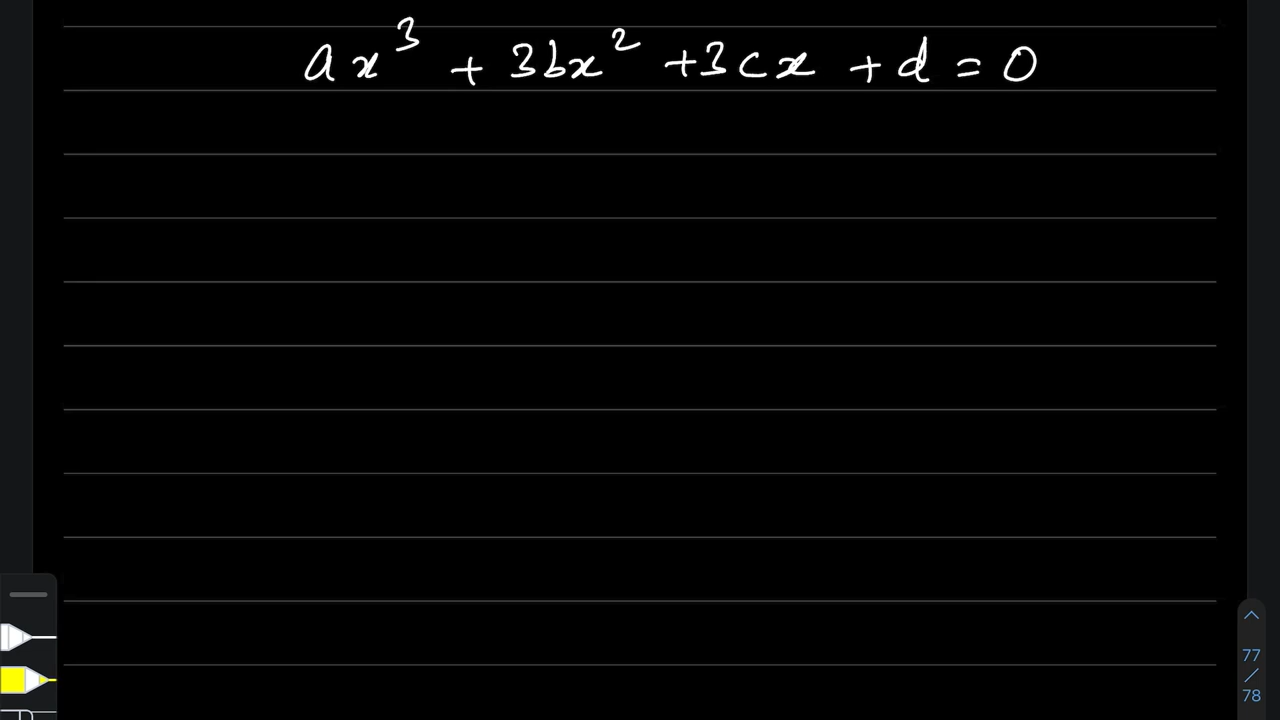 ax³ + 3bx² + 3cx + d = 0
77
/
78